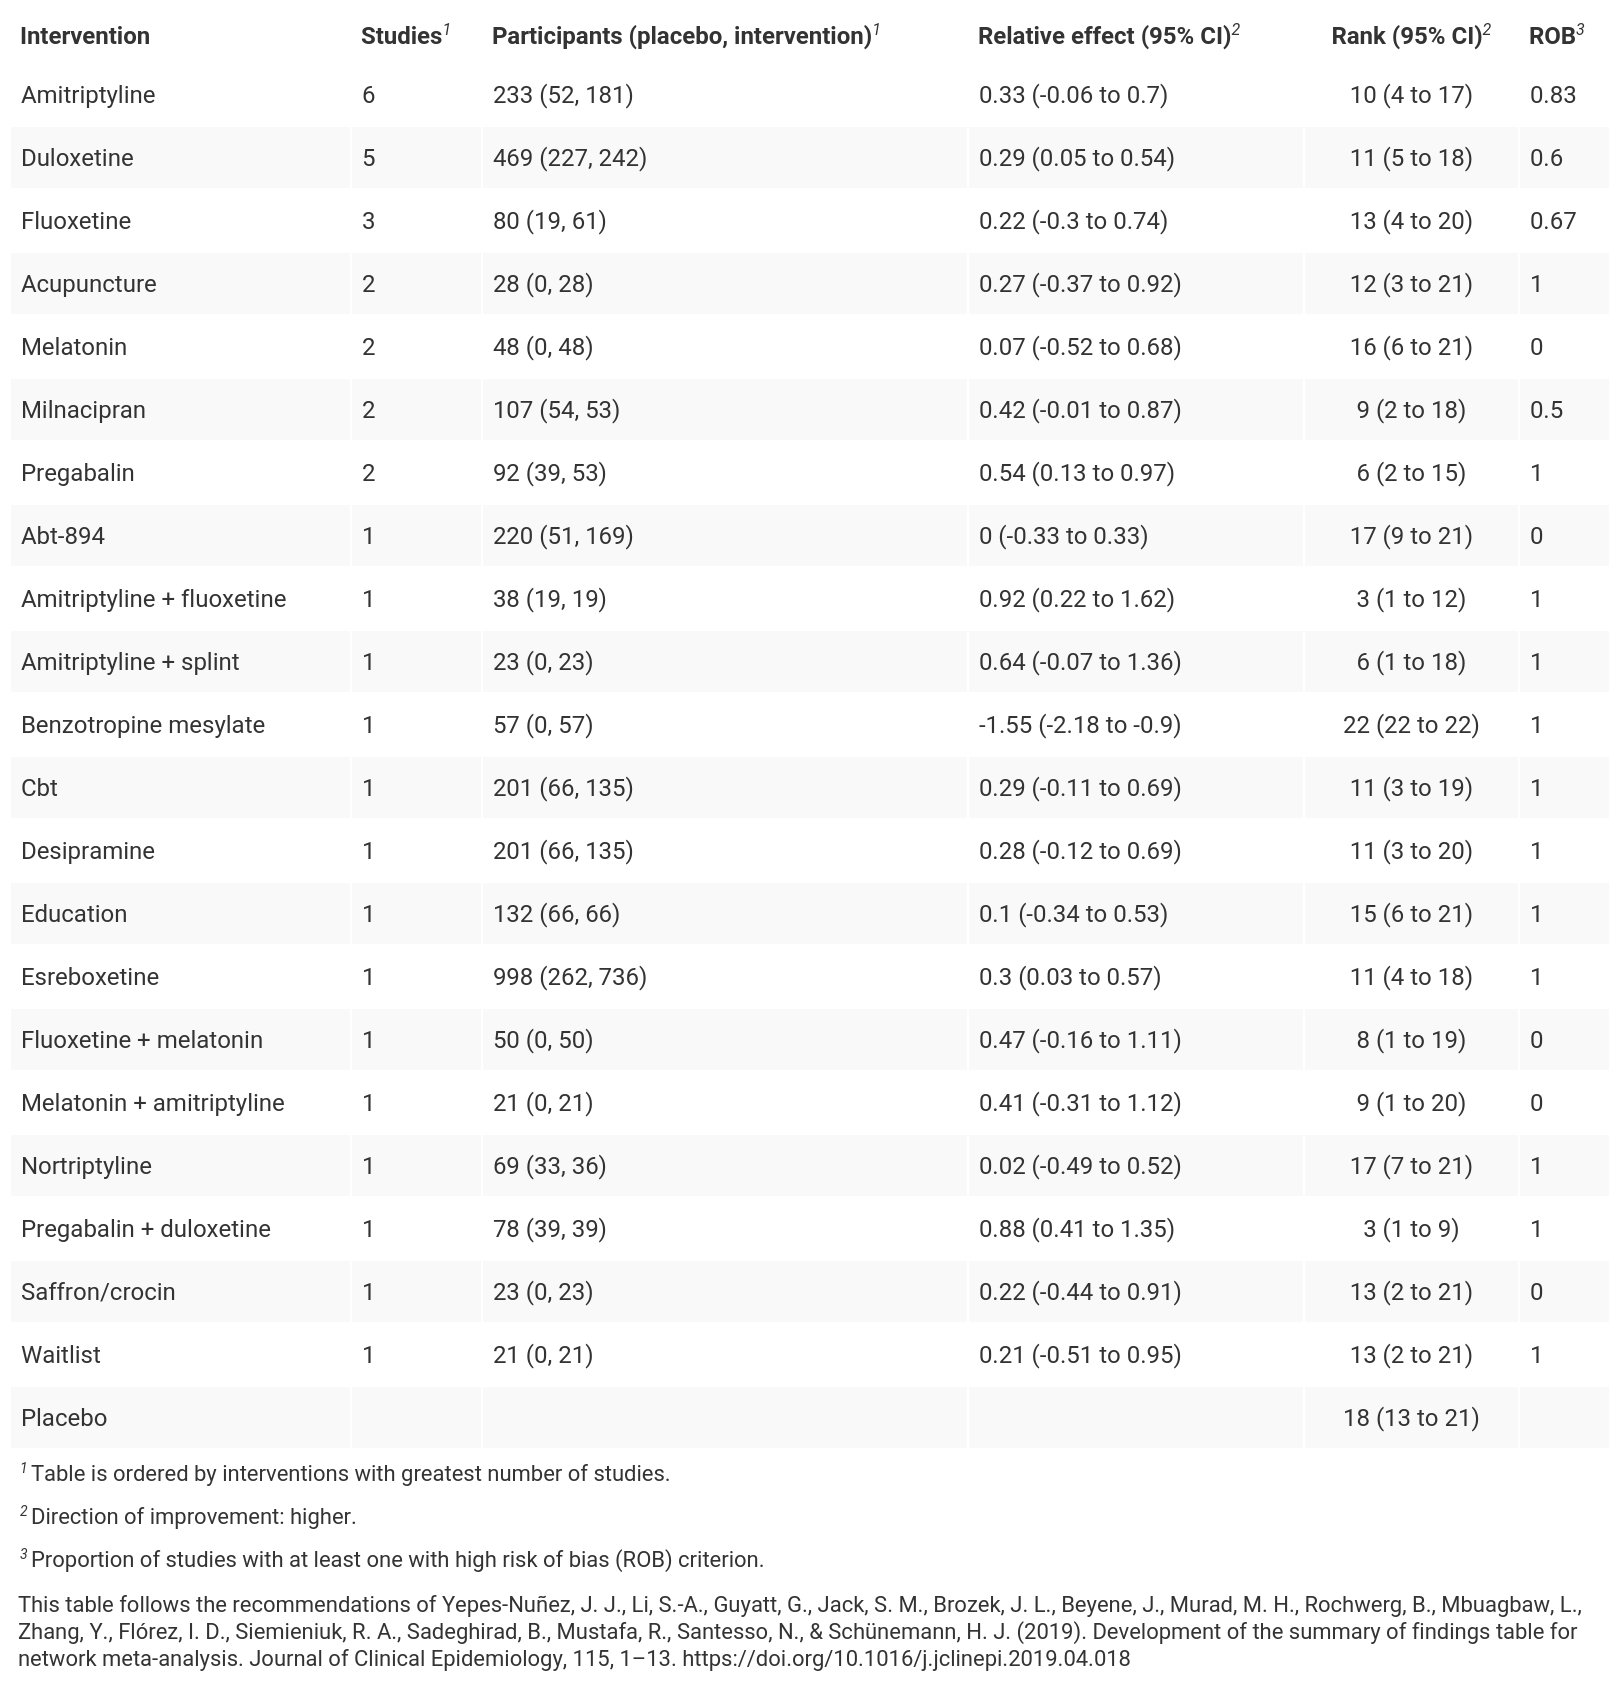 Intervention Studies1 Participants (placebo, intervention)1 Relative effect (95% CI)2 Rank (95% CI)2 ROB3
Amitriptyline 6 233 (52, 181) 0.33 (-0.06 to 0.7) 10 (4 to 17) 0.83
Duloxetine 5 469 (227, 242) 0.29 (0.05 to 0.54) 11 (5 to 18) 0.6
Fluoxetine 3 80 (19, 61) 0.22 (-0.3 to 0.74) 13 (4 to 20) 0.67
Acupuncture 2 28 (0, 28) 0.27 (-0.37 to 0.92) 12 (3 to 21) 1
Melatonin 2 48 (0, 48) 0.07 (-0.52 to 0.68) 16 (6 to 21) 0
Milnacipran 2 107 (54, 53) 0.42 (-0.01 to 0.87) 9 (2 to 18) 0.5
Pregabalin 2 92 (39, 53) 0.54 (0.13 to 0.97) 6 (2 to 15) 1
Abt-894 1 220 (51, 169) 0 (-0.33 to 0.33) 17 (9 to 21) 0
Amitriptyline + fluoxetine 1 38 (19, 19) 0.92 (0.22 to 1.62) 3 (1 to 12) 1
Amitriptyline + splint 1 23 (0, 23) 0.64 (-0.07 to 1.36) 6 (1 to 18) 1
Benzotropine mesylate 1 57 (0, 57) -1.55 (-2.18 to -0.9) 22 (22 to 22) 1
Cbt 1 201 (66, 135) 0.29 (-0.11 to 0.69) 11 (3 to 19) 1
Desipramine 1 201 (66, 135) 0.28 (-0.12 to 0.69) 11 (3 to 20) 1
Education 1 132 (66, 66) 0.1 (-0.34 to 0.53) 15 (6 to 21) 1
Esreboxetine 1 998 (262, 736) 0.3 (0.03 to 0.57) 11 (4 to 18) 1
Fluoxetine + melatonin 1 50 (0, 50) 0.47 (-0.16 to 1.11) 8 (1 to 19) 0
Melatonin + amitriptyline 1 21 (0, 21) 0.41 (-0.31 to 1.12) 9 (1 to 20) 0
Nortriptyline 1 69 (33, 36) 0.02 (-0.49 to 0.52) 17 (7 to 21) 1
Pregabalin + duloxetine 1 78 (39, 39) 0.88 (0.41 to 1.35) 3 (1 to 9) 1
Saffron/crocin 1 23 (0, 23) 0.22 (-0.44 to 0.91) 13 (2 to 21) 0
Waitlist 1 21 (0, 21) 0.21 (-0.51 to 0.95) 13 (2 to 21) 1
Placebo 18 (13 to 21)
1 Table is ordered by interventions with greatest number of studies.
2 Direction of improvement: higher.
3 Proportion of studies with at least one with high risk of bias (ROB) criterion.
This table follows the recommendations of Yepes-Nuñez, J. J., Li, S.-A., Guyatt, G., Jack, S. M., Brozek, J. L., Beyene, J., Murad, M. H., Rochwerg, B., Mbuagbaw, L.,
Zhang, Y., Flórez, I. D., Siemieniuk, R. A., Sadeghirad, B., Mustafa, R., Santesso, N., & Schünemann, H. J. (2019). Development of the summary of findings table for
network meta-analysis. Journal of Clinical Epidemiology, 115, 1–13. https://doi.org/10.1016/j.jclinepi.2019.04.018